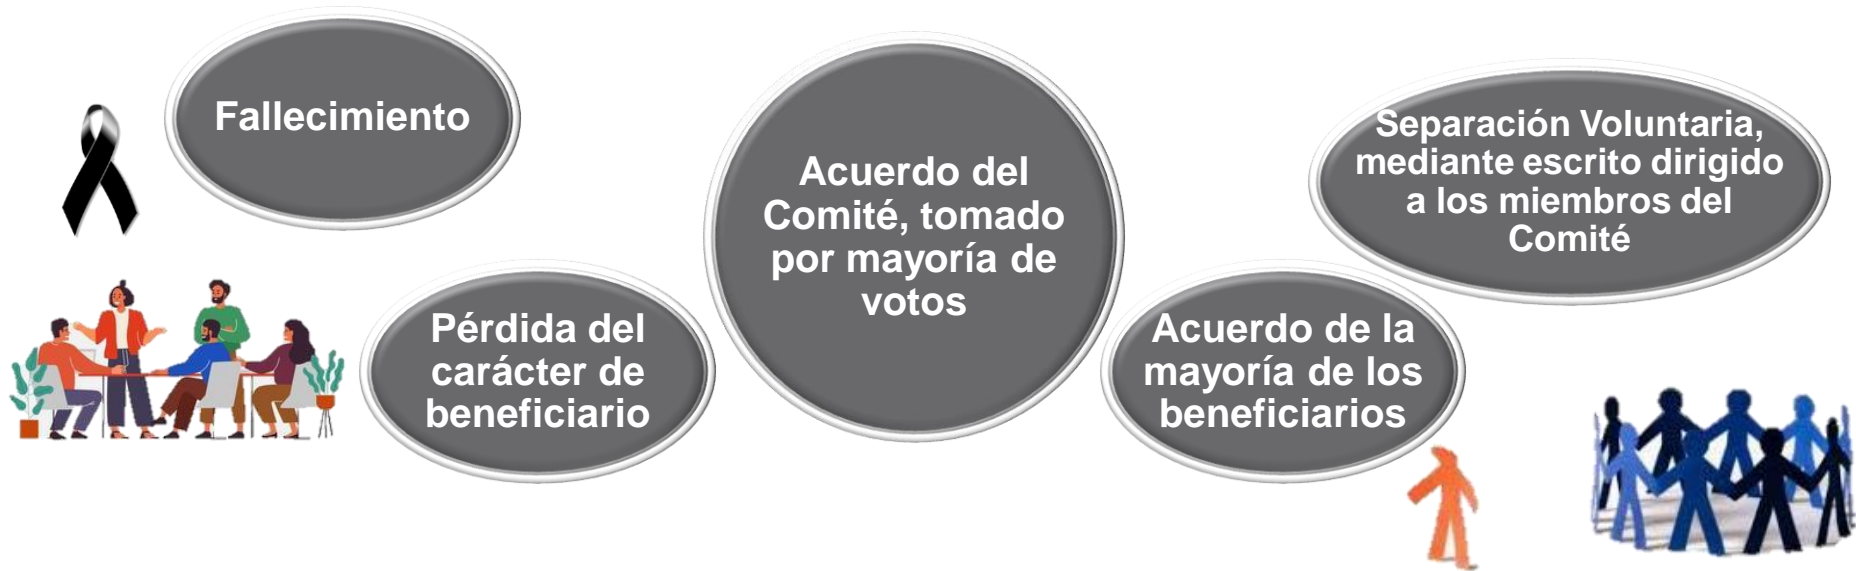 Fallecimiento
Pérdida del
carácter de
beneficiario
Acuerdo del
Comité, tomado
por mayoría de
votos
Acuerdo de la
mayoría de los
beneficiarios
Separación Voluntaria,
mediante escrito dirigido
a los miembros del
Comité